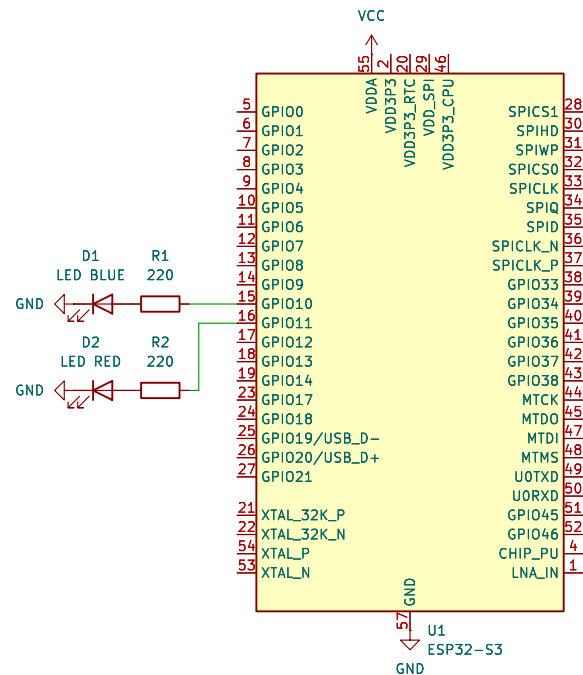 VCC
55 2 20 29 46
VDDA VDD3P3 VDD3P3_RTC VDD_SPI VDD3P3_CPU
5 GPIO0 SPICS1 28
6 GPIO1 SPIHD 30
7 GPIO2 SPIWP 31
8 GPIO3 SPICS0 32
9 GPIO4 SPICLK 33
10 GPIO5 SPIQ 34
11 GPIO6 SPID 35
12 GPIO7 SPICLK_N 36
13 GPIO8 SPICLK_P 37
14 GPIO9 GPIO33 38
D1 R1
LED BLUE 220
GND 15 GPIO10 GPIO34 39
16 GPIO11 GPIO35 40
17 GPIO12 GPIO36 41
D2 R2
LED RED 220
18 GPIO13 GPIO37 42
19 GPIO14 GPIO38 43
GND
23 GPIO17 MTCK 44
24 GPIO18 MTDO 45
25 GPIO19/USB_D- MTDI 47
26 GPIO20/USB_D+ MTMS 48
27 GPIO21 U0TXD 49
U0RXD 50
21 XTAL_32K_P GPIO45 51
22 XTAL_32K_N GPIO46 52
54 XTAL_P CHIP_PU 4
53 XTAL_N LNA_IN 1
GND
57
U1
ESP32-S3
GND